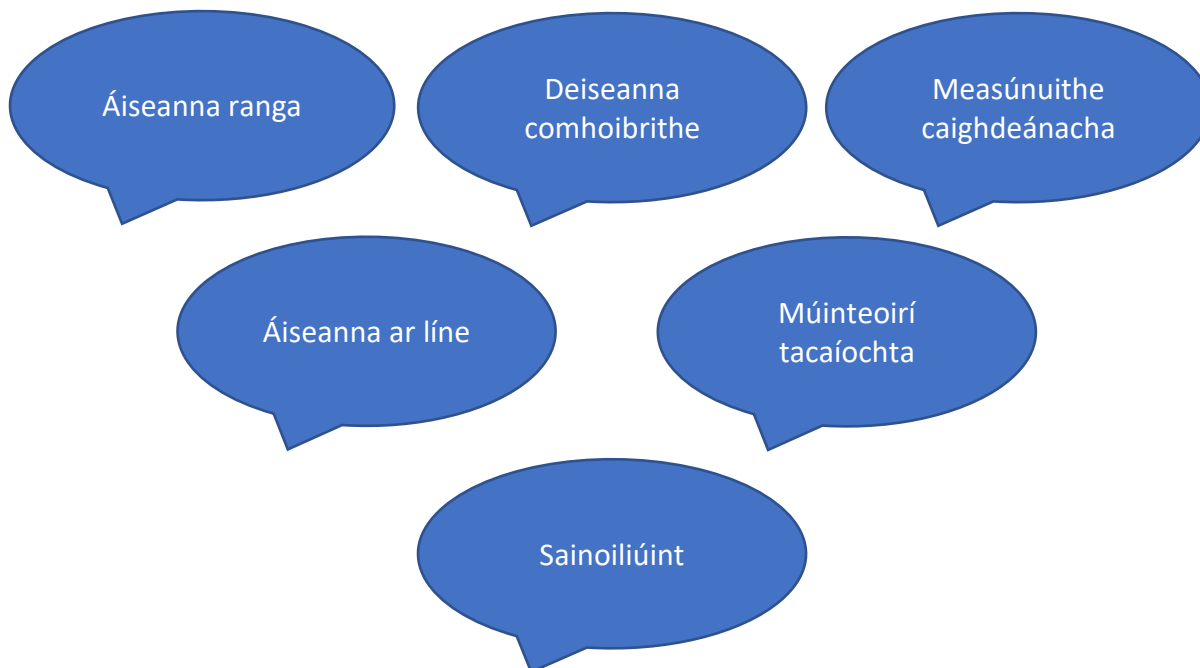 Áiseanna ranga
Deiseanna
comhoibrithe
Measúnuithe
caighdeánacha
Áiseanna ar líne
Múinteoirí
tacaíochta
Sainoiliúint